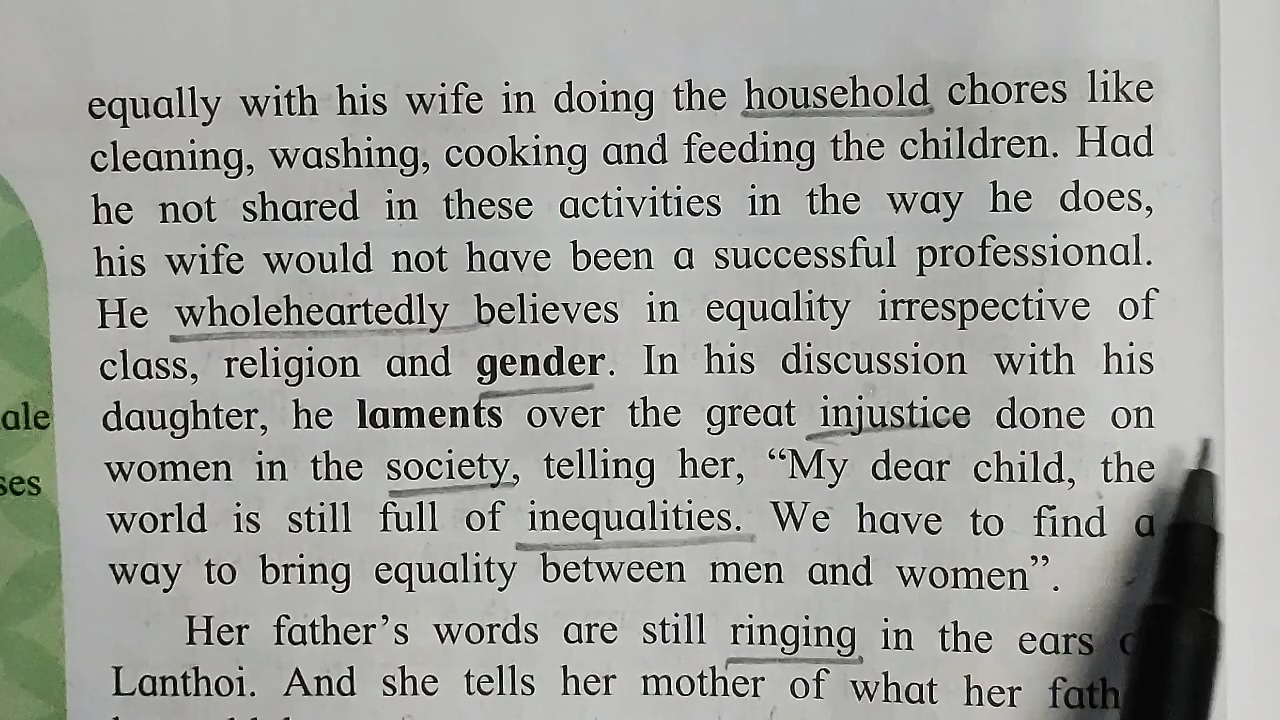 equally with his wife in doing the household chores like
cleaning, washing, cooking and feeding the children. Had
he not shared in these activities in the way he does,
his wife would not have been a successful professional.
He wholeheartedly believes in equality irrespective of
class, religion and gender. In his discussion with his
daughter, he laments over the great injustice done on
women in the society, telling her, “My dear child, the
world is still full of inequalities. We have to find a
way to bring equality between men and women”.
Her father’s words are still ringing in the ears
Lanthoi. And she tells her mother of what her fath
ale
ses